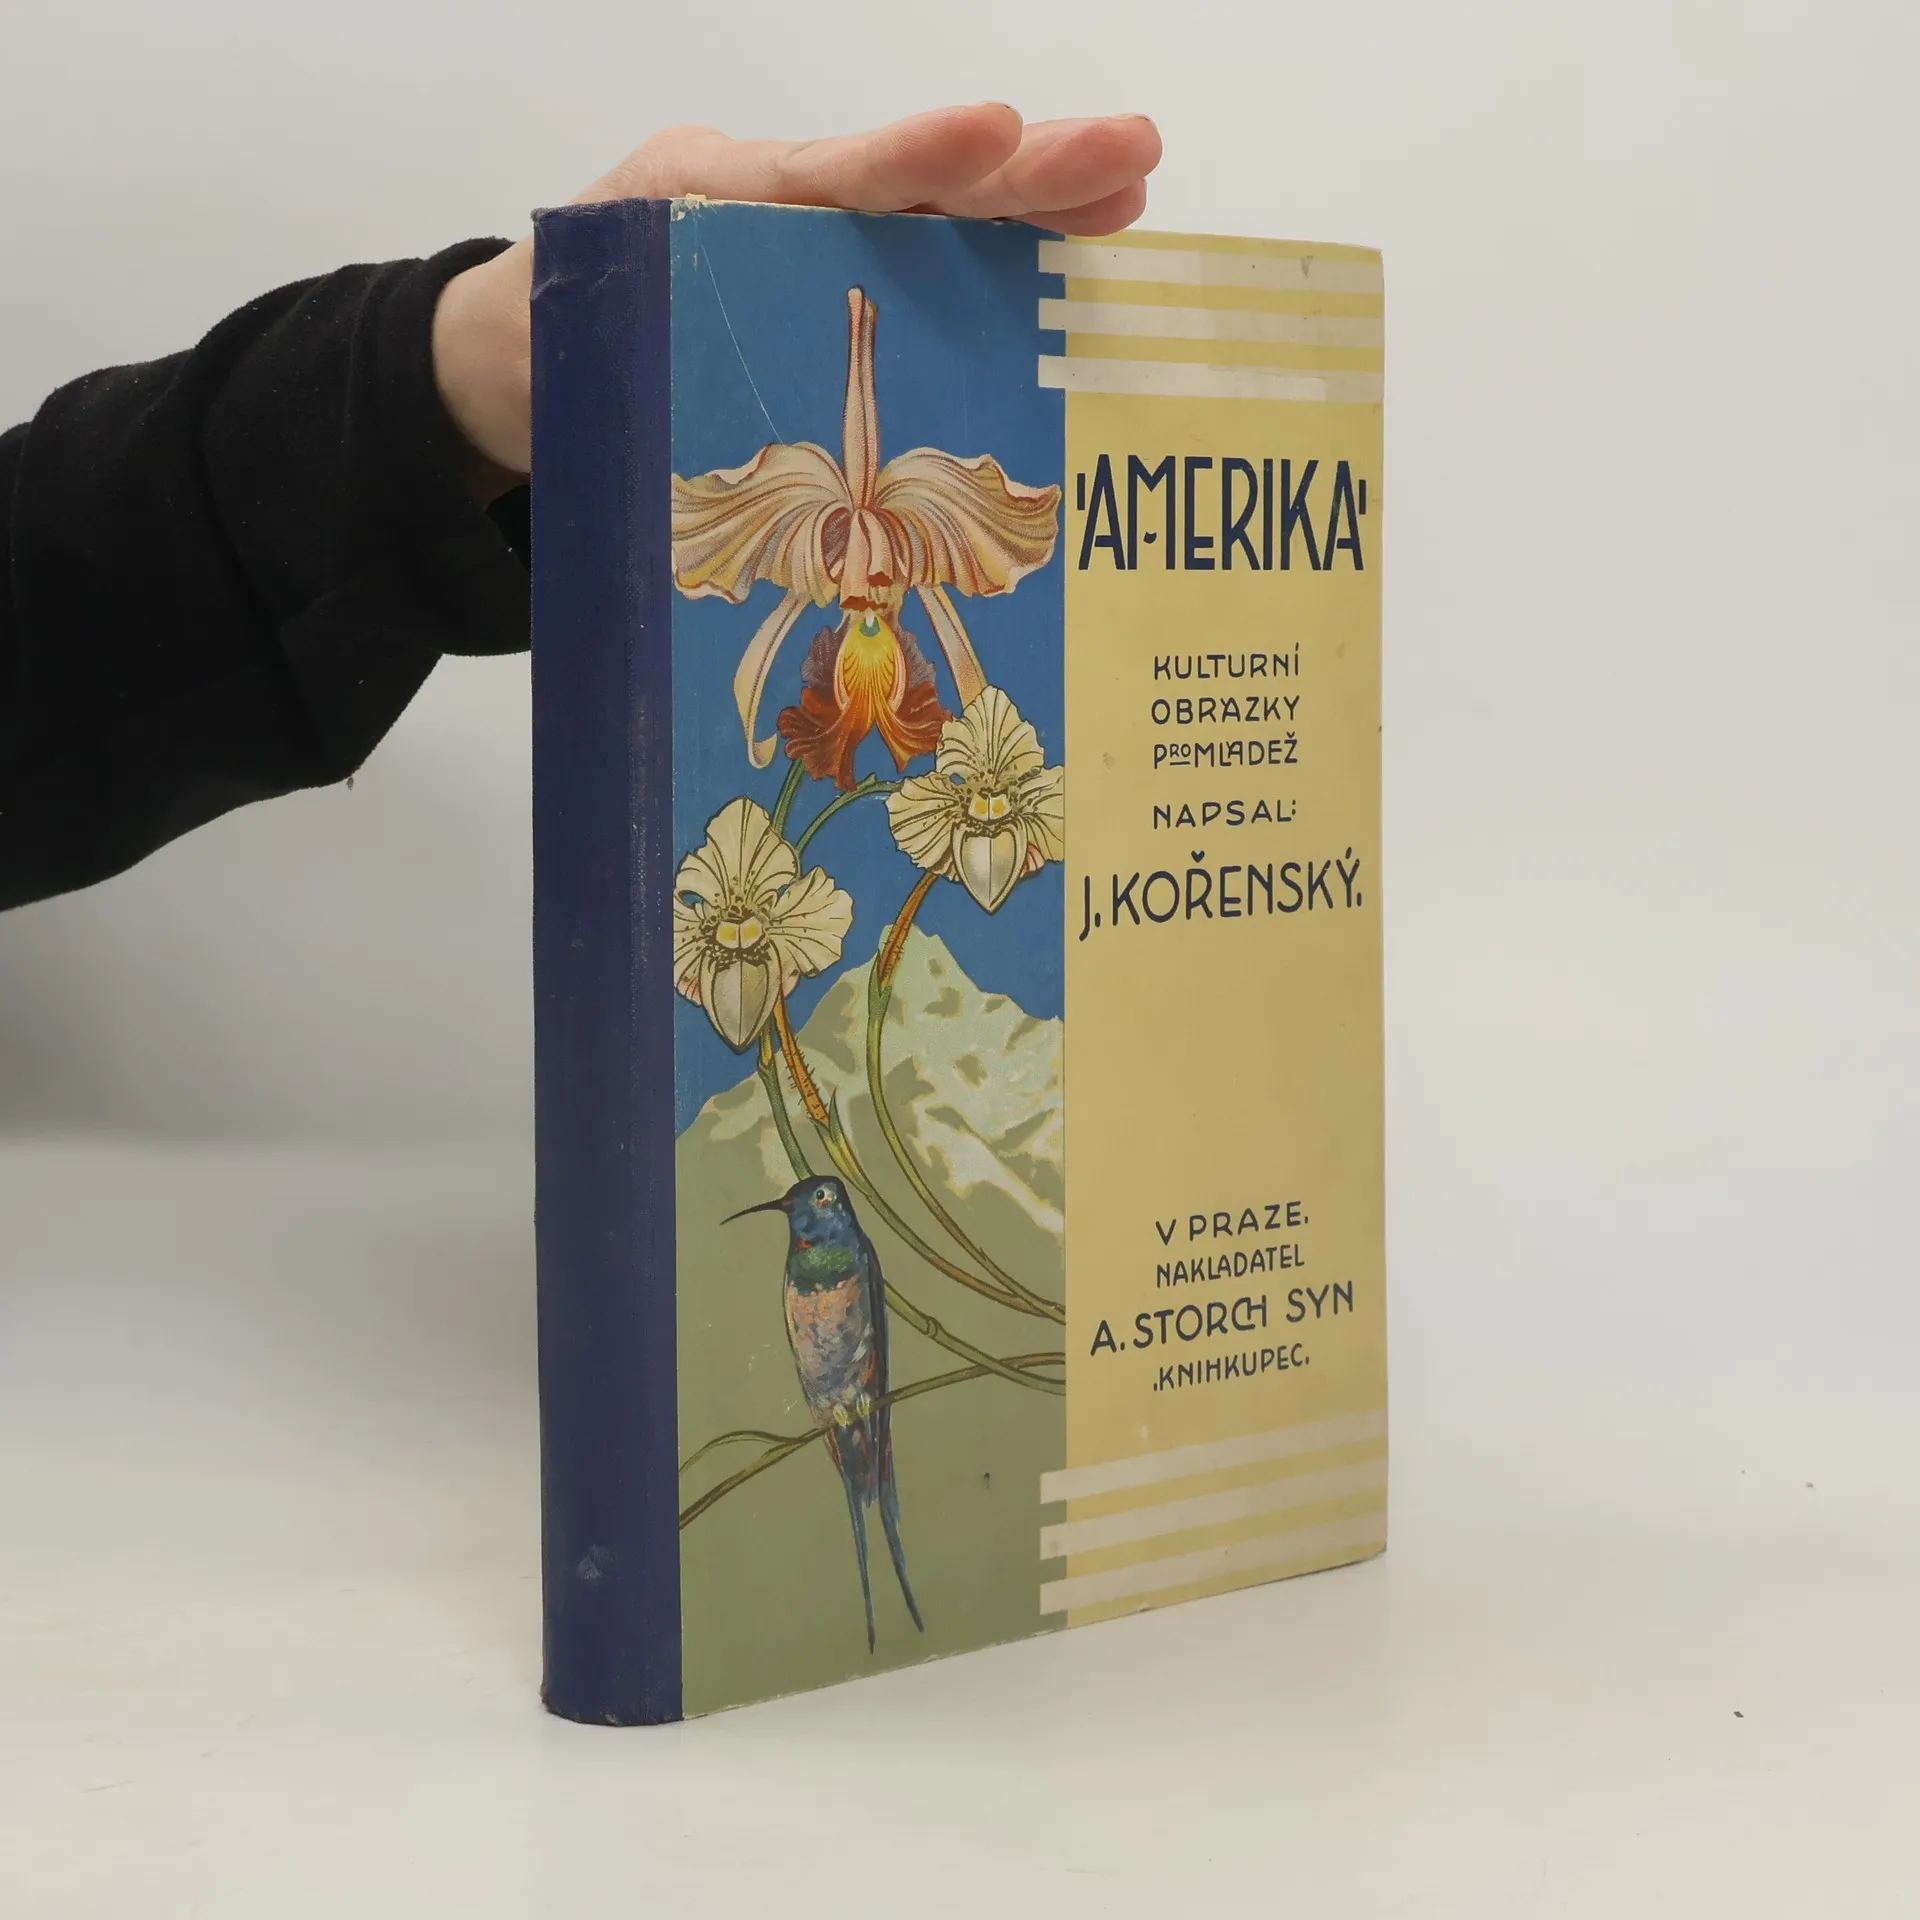 AMERIKA
KULTURNÍ
OBRÁZKY
PRO MLÁDEŽ
NAPSAL:
J. KOŘENSKÝ.
V PRAZE.
NAKLADATEL
A. STORCH SYN
.KNIHKUPEC.